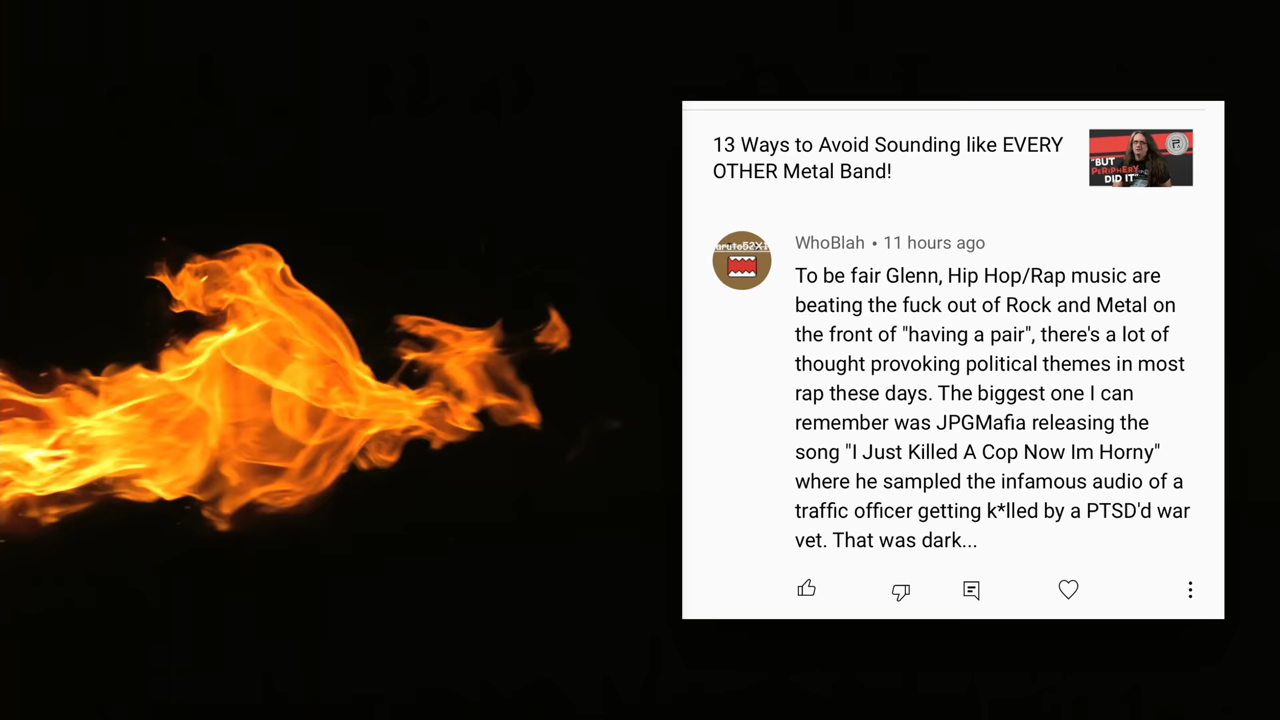 13 Ways to Avoid Sounding like EVERY
OTHER Metal Band!
"BUT
PERIPHERY
DID IT"
WhoBlah • 11 hours ago
To be fair Glenn, Hip Hop/Rap music are
beating the fuck out of Rock and Metal on
the front of "having a pair", there's a lot of
thought provoking political themes in most
rap these days. The biggest one I can
remember was JPGMafia releasing the
song "I Just Killed A Cop Now Im Horny"
where he sampled the infamous audio of a
traffic officer getting k*lled by a PTSD'd war
vet. That was dark...